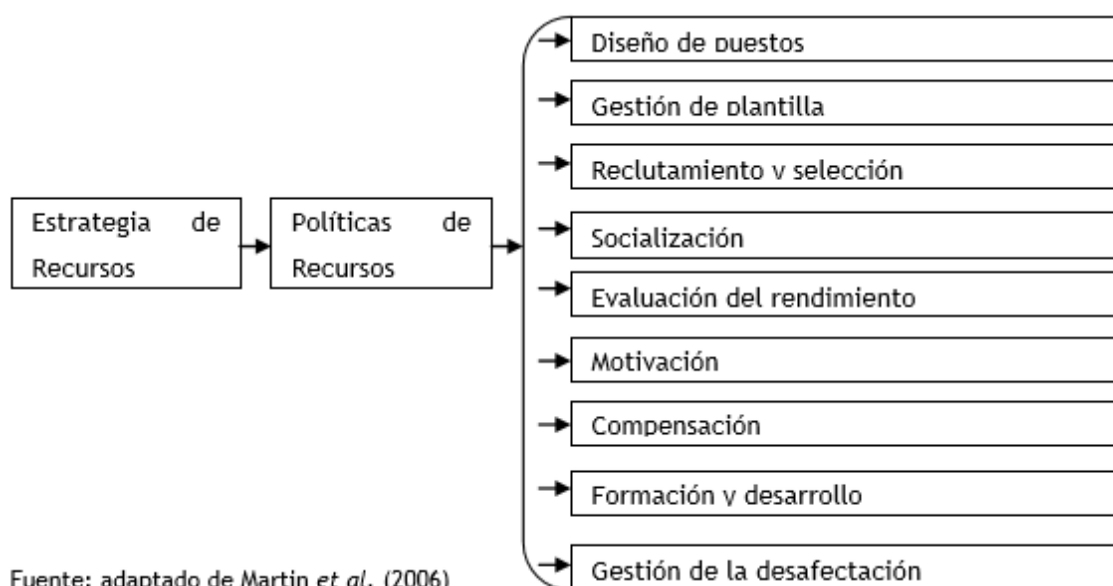 Estrategia de
Recursos
Políticas de
Recursos
Diseño de puestos
Gestión de plantilla
Reclutamiento y selección
Socialización
Evaluación del rendimiento
Motivación
Compensación
Formación y desarrollo
Gestión de la desafectación
Fuente: adaptado de Martin et al. (2006)